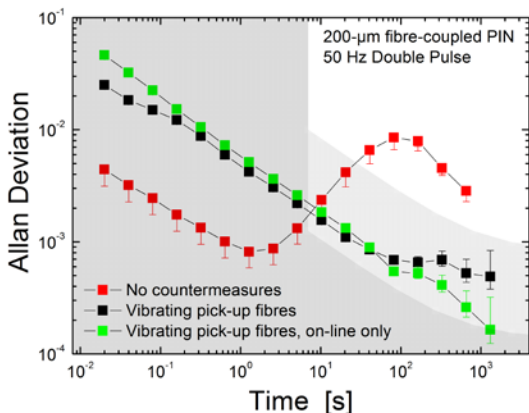 200-µm fibre-coupled PIN
50 Hz Double Pulse
Allan Deviation
10⁻¹
10⁻²
10⁻³
10⁻⁴
No countermeasures
Vibrating pick-up fibres
Vibrating pick-up fibres, on-line only
10⁻² 10⁻¹ 10⁰ 10¹ 10² 10³
Time [s]